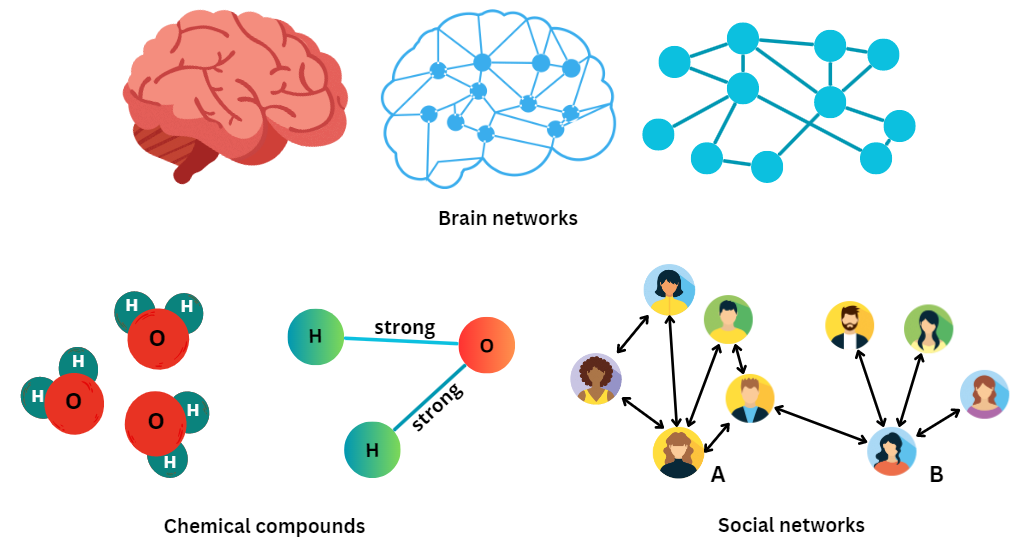 Brain networks
H H
O
H
H O
H
O
H
H strong O
strong
H
A B
Chemical compounds
Social networks